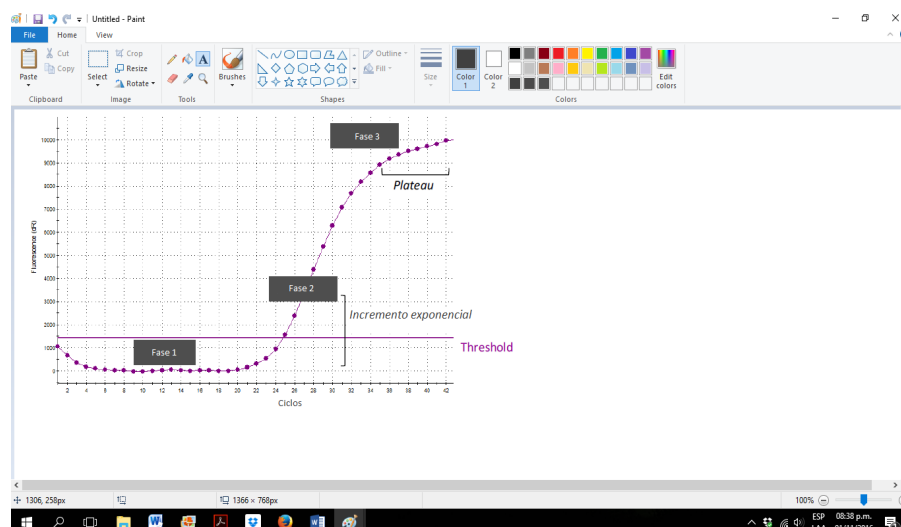 Untitled - Paint
File Home View
Paste
Cut
Copy
Clipboard
Select
Crop
Resize
Rotate
Image
Tools
Brushes
Shapes
Outline
Fill
Size
Color 1
Color 2
Edit colors
Colors
Fase 3
Plateau
Fluorescence (dR)
10000
9000
8000
7000
6000
5000
4000
3000
2000
1000
0
Fase 2
Incremento exponencial
Threshold
Fase 1
2 4 6 8 10 12 14 16 18 20 22 24 26 28 30 32 34 36 38 40 42
Ciclos
1306, 258px
1366 × 768px
100%
ESP 08:38 p.m.